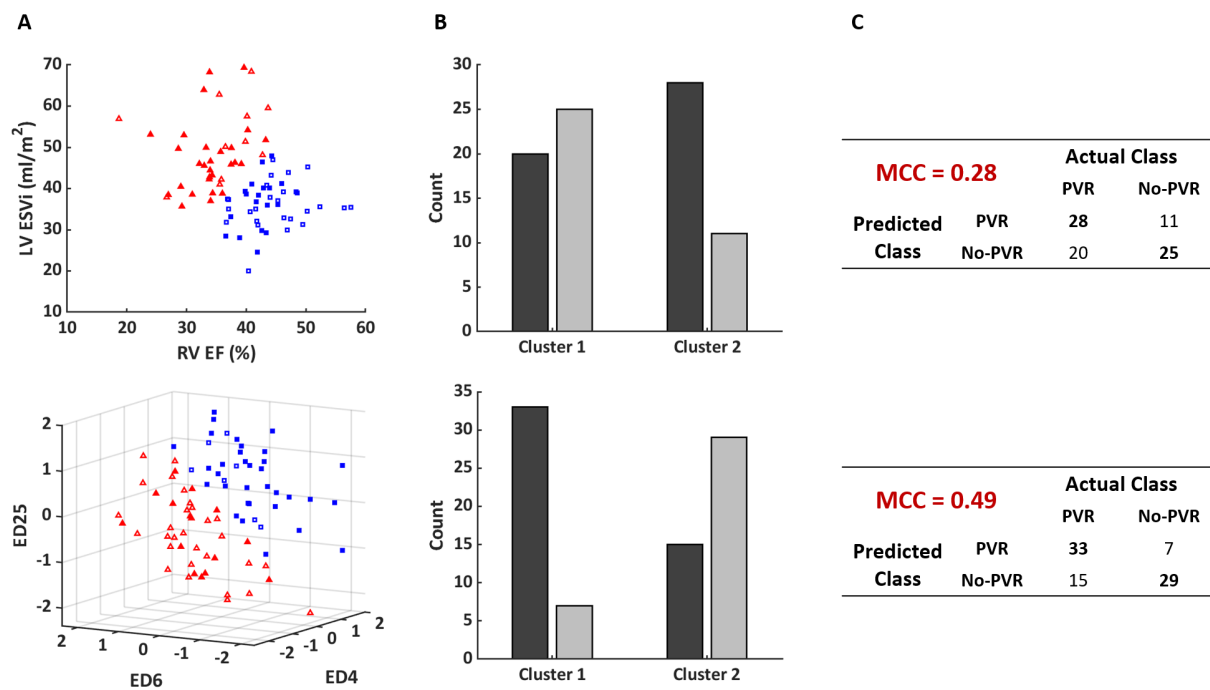 A
B
C
LV ESVi (ml/m²)
70
60
50
40
30
20
10
10 20 30 40 50 60
RV EF (%)
Count
30
25
20
15
10
5
0
Cluster 1 Cluster 2
MCC = 0.28
Actual Class
PVR No-PVR
Predicted Class
PVR 28 11
No-PVR 20 25
ED25
2
1
0
-1
-2
2 1 0 -1 -2
ED6
-2 -1 0 1 2
ED4
Count
35
30
25
20
15
10
5
0
Cluster 1 Cluster 2
MCC = 0.49
Actual Class
PVR No-PVR
Predicted Class
PVR 33 7
No-PVR 15 29